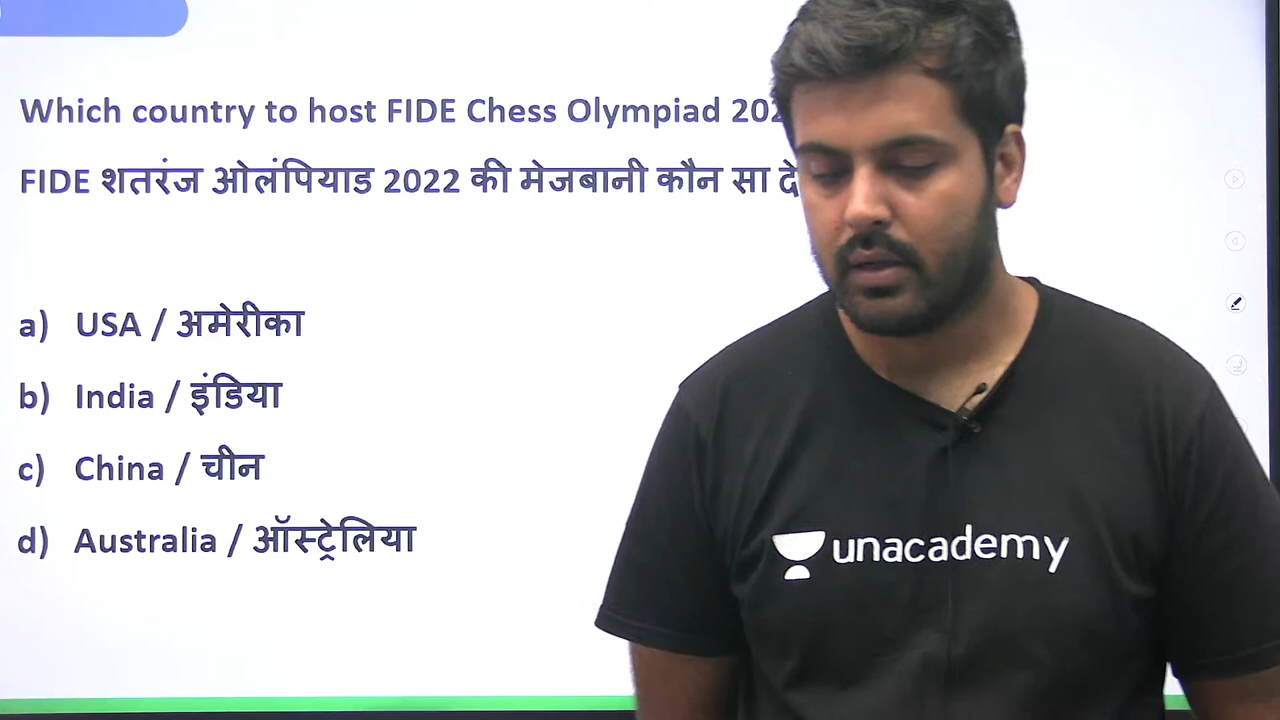 Which country to host FIDE Chess Olympiad
FIDE शतरंज ओलंपियाड 2022 की मेजबानी कौन सा
a) USA / अमेरीका
b) India / इंडिया
c) China / चीन
d) Australia / ऑस्ट्रेलिया
unacademy